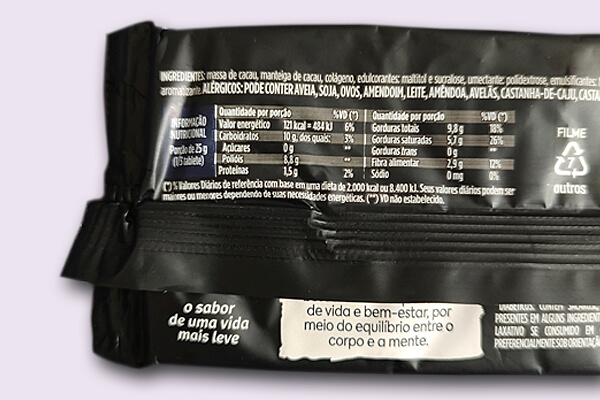 INGREDIENTES: massa de cacau, manteiga de cacau, colágeno, edulcorantes: maltitol e sucralose, umectante: polidextrose, emulsificantes:
aromatizante. ALÉRGICOS: PODE CONTER AVEIA, SOJA, OVOS, AMENDOIM, LEITE, AMÊNDOA, AVELÃS, CASTANHA-DE-CAJU,
INFORMAÇÃO
NUTRICIONAL
Porção de 25 g
(1/3 tablete)
Quantidade por porção %VD (*)
Valor energético 121 kcal = 484 kJ 6%
Carboidratos 10 g, dos quais: 3%
Açúcares 0 g **
Polióis 8,8 g **
Proteínas 1,5 g 2%
Quantidade por porção %VD (*)
Gorduras totais 9,8 g 18%
Gorduras saturadas 5,7 g 26%
Gorduras trans 0 g **
Fibra alimentar 2,9 g 12%
Sódio 0 mg 0%
(*) % Valores Diários de referência com base em uma dieta de 2.000 kcal ou 8.400 kJ. Seus valores diários podem ser
maiores ou menores dependendo de suas necessidades energéticas. (**) VD não estabelecido.
FILME
7
outros
o sabor
de uma vida
mais leve
de vida e bem-estar, por
meio do equilíbrio entre o
corpo e a mente.
DIABÉTICOS: CONTÉM
PRESENTES EM ALGUNS
LAXATIVO SE CONSUMIDO EM
PREFERENCIALMENTE SOB